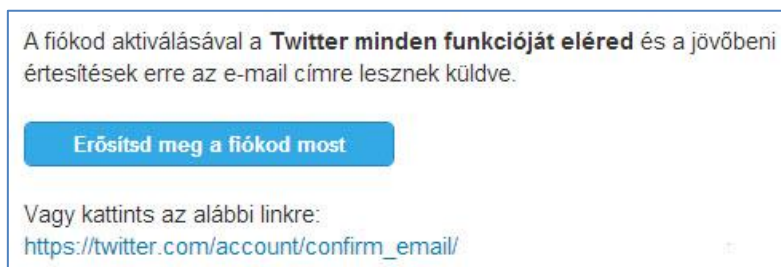 A fiókod aktiválásával a Twitter minden funkcióját eléred és a jövőbeni
értesítések erre az e-mail címre lesznek küldve.
Erősítsd meg a fiókod most
Vagy kattints az alábbi linkre:
https://twitter.com/account/confirm_email/